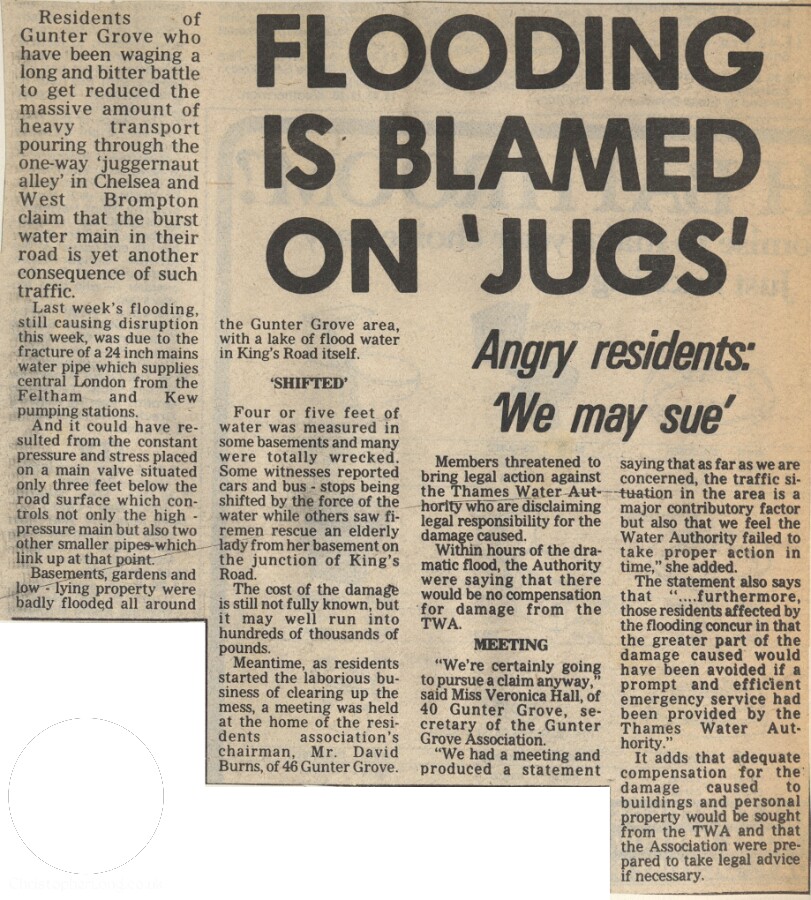 FLOODING
IS BLAMED
ON 'JUGS'
Angry residents:
'We may sue'
Residents of
Gunter Grove who
have been waging a
long and bitter battle
to get reduced the
massive amount of
heavy transport
pouring through the
one-way 'juggernaut
alley' in Chelsea and
West Brompton
claim that the burst
water main in their
road is yet another
consequence of such
traffic.
Last week's flooding,
still causing disruption
this week, was due to the
fracture of a 24 inch mains
water pipe which supplies
central London from the
Feltham and Kew
pumping stations.
And it could have re-
sulted from the constant
pressure and stress placed
on a main valve situated
only three feet below the
road surface which con-
trols not only the high -
pressure main but also two
other smaller pipes which
link up at that point.
Basements, gardens and
low - lying property were
badly flooded all around
the Gunter Grove area,
with a lake of flood water
in King's Road itself.
'SHIFTED'
Four or five feet of
water was measured in
some basements and many
were totally wrecked.
Some witnesses reported
cars and bus - stops being
shifted by the force of the
water while others saw fi-
remen rescue an elderly
lady from her basement on
the junction of King's
Road.
The cost of the damage
is still not fully known, but
it may well run into
hundreds of thousands of
pounds.
Meantime, as residents
started the laborious bu-
siness of clearing up the
mess, a meeting was held
at the home of the resi-
dents association's
chairman, Mr. David
Burns, of 46 Gunter Grove.
Members threatened to
bring legal action against
the Thames Water Aut-
hority who are disclaiming
legal responsibility for the
damage caused.
Within hours of the dra-
matic flood, the Authority
were saying that there
would be no compensation
for damage from the
TWA.
MEETING
"We're certainly going
to pursue a claim anyway,"
said Miss Veronica Hall, of
40 Gunter Grove, se-
cretary of the Gunter
Grove Association.
"We had a meeting and
produced a statement
saying that as far as we are
concerned, the traffic si-
tuation in the area is a
major contributory factor
but also that we feel the
Water Authority failed to
take proper action in
time," she added.
The statement also says
that "....furthermore,
those residents affected by
the flooding concur in that
the greater part of the
damage caused would
have been avoided if a
prompt and efficient
emergency service had
been provided by the
Thames Water Aut-
hority."
It adds that adequate
compensation for the
damage caused to
buildings and personal
property would be sought
from the TWA and that
the Association were pre-
pared to take legal advice
if necessary.